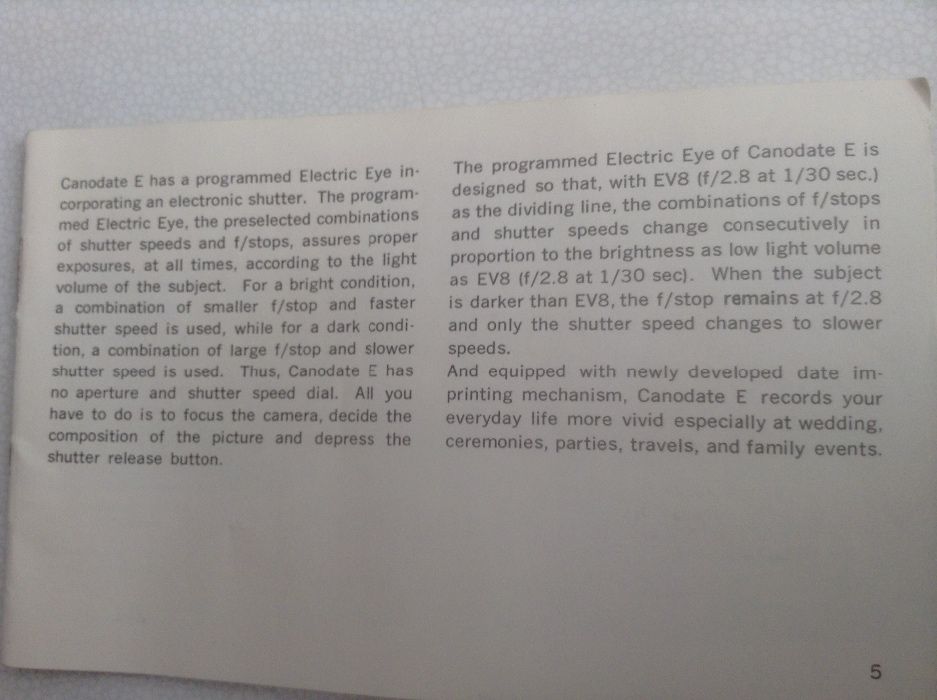 Canodate E has a programmed Electric Eye in-
corporating an electronic shutter. The program-
med Electric Eye, the preselected combinations
of shutter speeds and f/stops, assures proper
exposures, at all times, according to the light
volume of the subject. For a bright condition,
a combination of smaller f/stop and faster
shutter speed is used, while for a dark condi-
tion, a combination of large f/stop and slower
shutter speed is used. Thus, Canodate E has
no aperture and shutter speed dial. All you
have to do is to focus the camera, decide the
composition of the picture and depress the
shutter release button.
The programmed Electric Eye of Canodate E is
designed so that, with EV8 (f/2.8 at 1/30 sec.)
as the dividing line, the combinations of f/stops
and shutter speeds change consecutively in
proportion to the brightness as low light volume
as EV8 (f/2.8 at 1/30 sec). When the subject
is darker than EV8, the f/stop remains at f/2.8
and only the shutter speed changes to slower
speeds.
And equipped with newly developed date im-
printing mechanism, Canodate E records your
everyday life more vivid especially at wedding,
ceremonies, parties, travels, and family events.
5